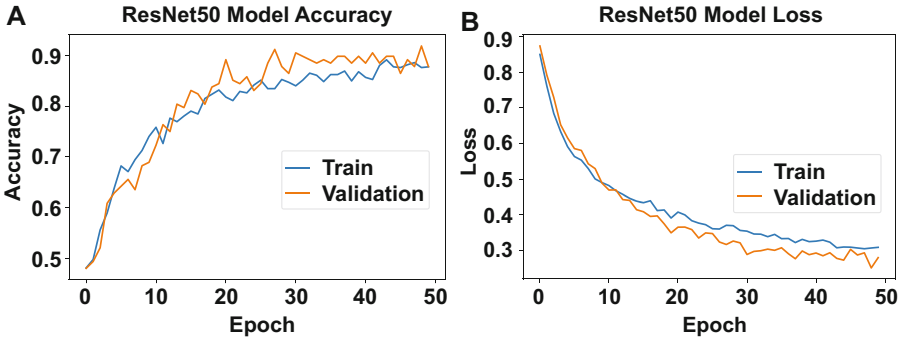 A
ResNet50 Model Accuracy
0.9
0.8
0.7
0.6
0.5
Accuracy
Train
Validation
0 10 20 30 40 50
Epoch
B
ResNet50 Model Loss
0.9
0.8
0.7
0.6
0.5
0.4
0.3
Loss
Train
Validation
0 10 20 30 40 50
Epoch